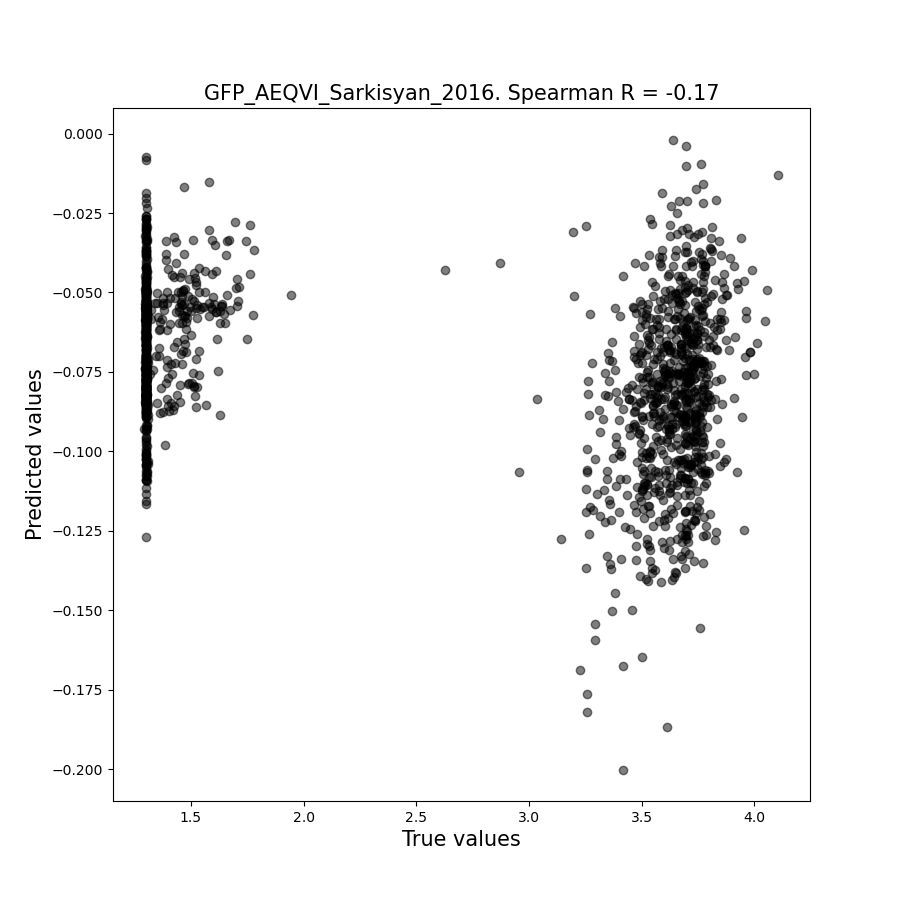 GFP_AEQVI_Sarkisyan_2016. Spearman R = -0.17
0.000
−0.025
−0.050
−0.075
−0.100
−0.125
−0.150
−0.175
−0.200
Predicted values
1.5 2.0 2.5 3.0 3.5 4.0
True values